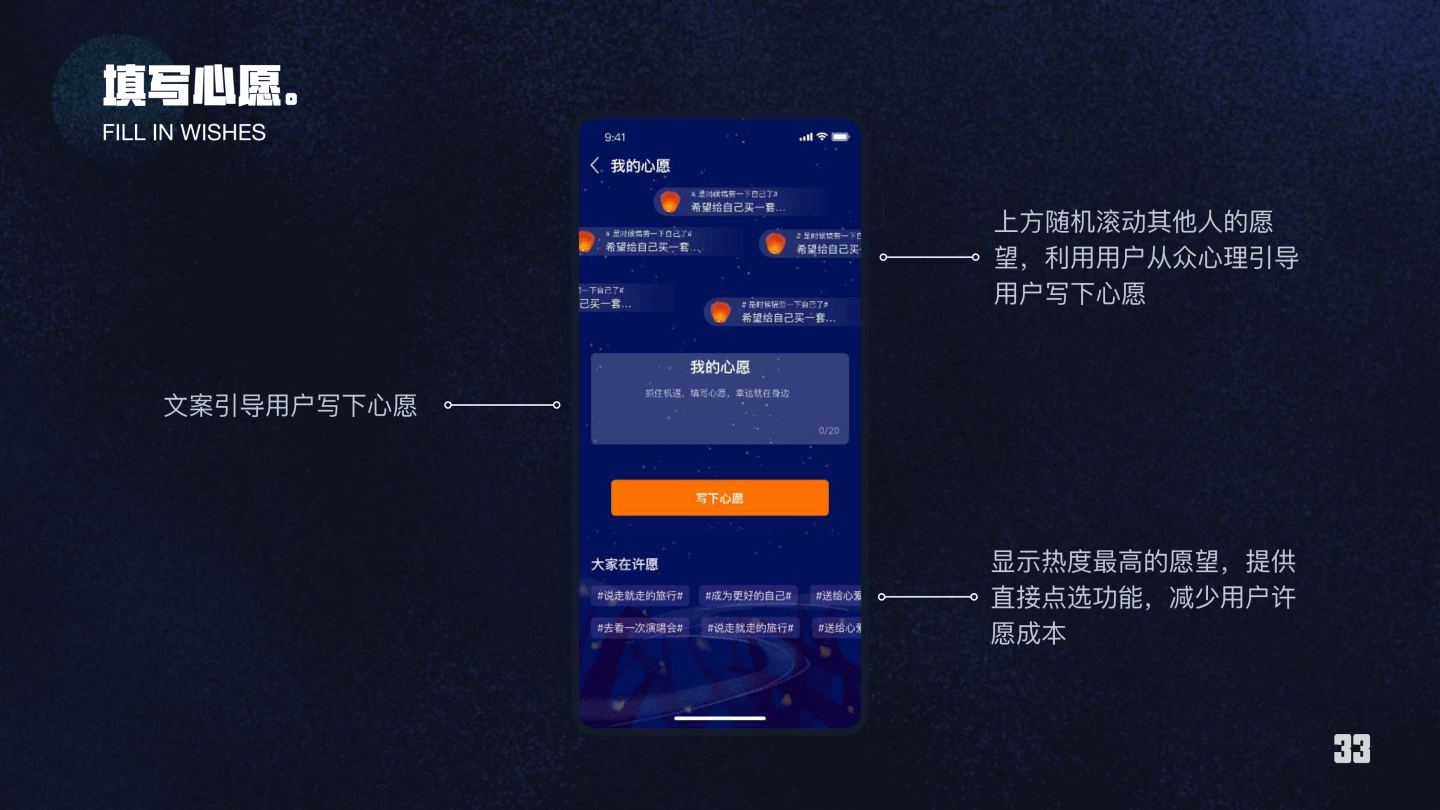 填写心愿。
FILL IN WISHES
9:41
我的心愿
# 是时候犒劳一下自己了#
希望给自己买一套...
# 是时候犒劳一下自己了#
希望给自己买一套...
# 是时候犒劳一下自
希望给自己买
一下自己了#
己买一套...
# 是时候犒劳一下自己了#
希望给自己买一套...
我的心愿
抓住机遇，填写心愿，幸运就在身边
0/20
写下心愿
大家在许愿
#说走就走的旅行#
#成为更好的自己#
#送给心爱
#去看一次演唱会#
#说走就走的旅行#
#送给心爱
文案引导用户写下心愿
上方随机滚动其他人的愿
望，利用用户从众心理引导
用户写下心愿
显示热度最高的愿望，提供
直接点选功能，减少用户许
愿成本
33